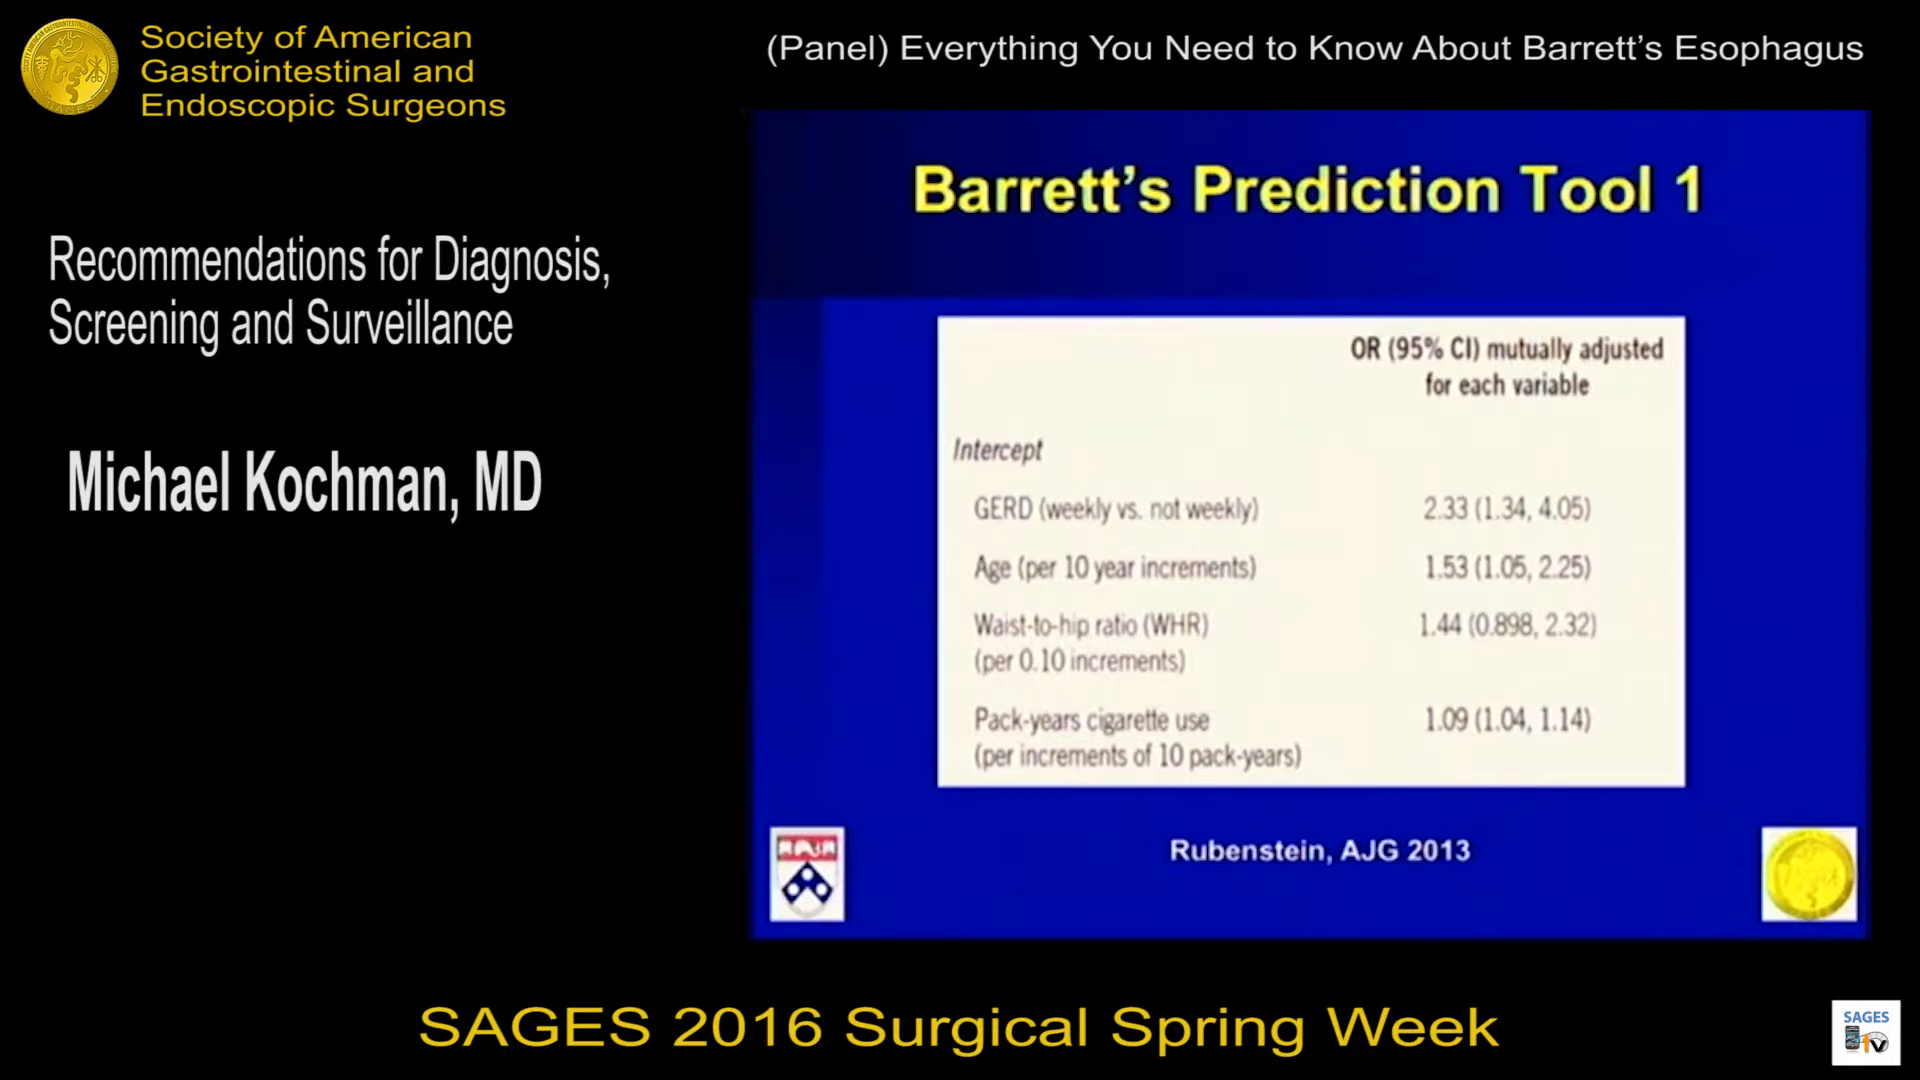 Society of American
Gastrointestinal and
Endoscopic Surgeons
(Panel) Everything You Need to Know About Barrett's Esophagus
Recommendations for Diagnosis,
Screening and Surveillance
Michael Kochman, MD
Barrett's Prediction Tool 1
OR (95% CI) mutually adjusted
for each variable
Intercept
GERD (weekly vs. not weekly) 2.33 (1.34, 4.05)
Age (per 10 year increments) 1.53 (1.05, 2.25)
Waist-to-hip ratio (WHR) 1.44 (0.898, 2.32)
(per 0.10 increments)
Pack-years cigarette use 1.09 (1.04, 1.14)
(per increments of 10 pack-years)
Rubenstein, AJG 2013
SAGES 2016 Surgical Spring Week
SAGES
TV